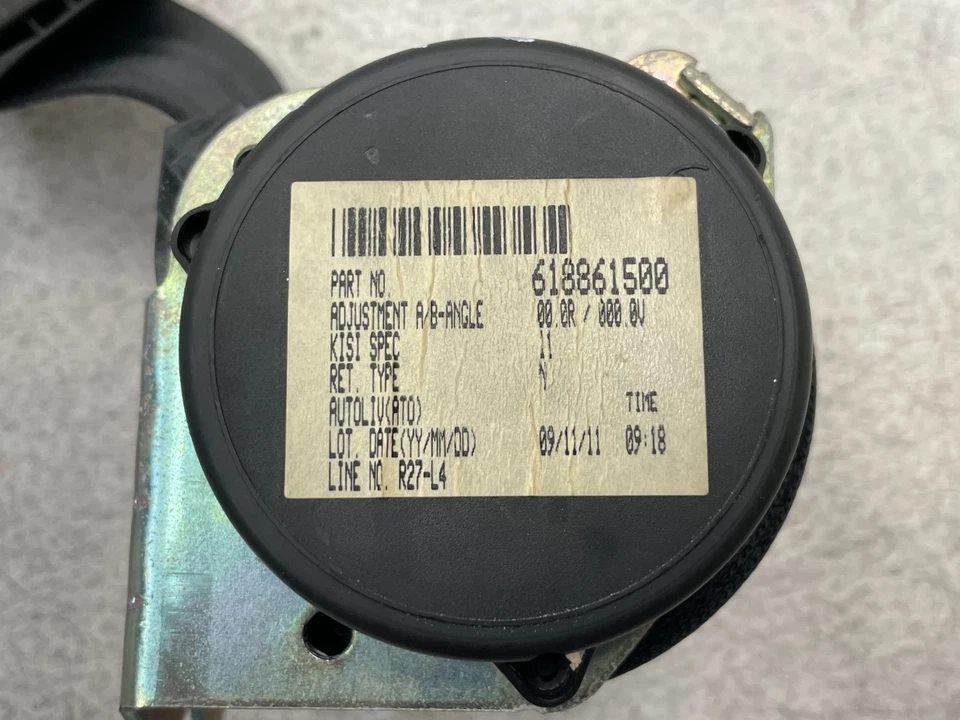 PART NO. 618861500
ADJUSTMENT A/B-ANGLE 00.0R / 000.0V
KISI SPEC 11
RET. TYPE N
AUTOLIV(ATO) TIME
LOT. DATE(YY/MM/DD) 09/11/11 09:18
LINE NO. R27-L4